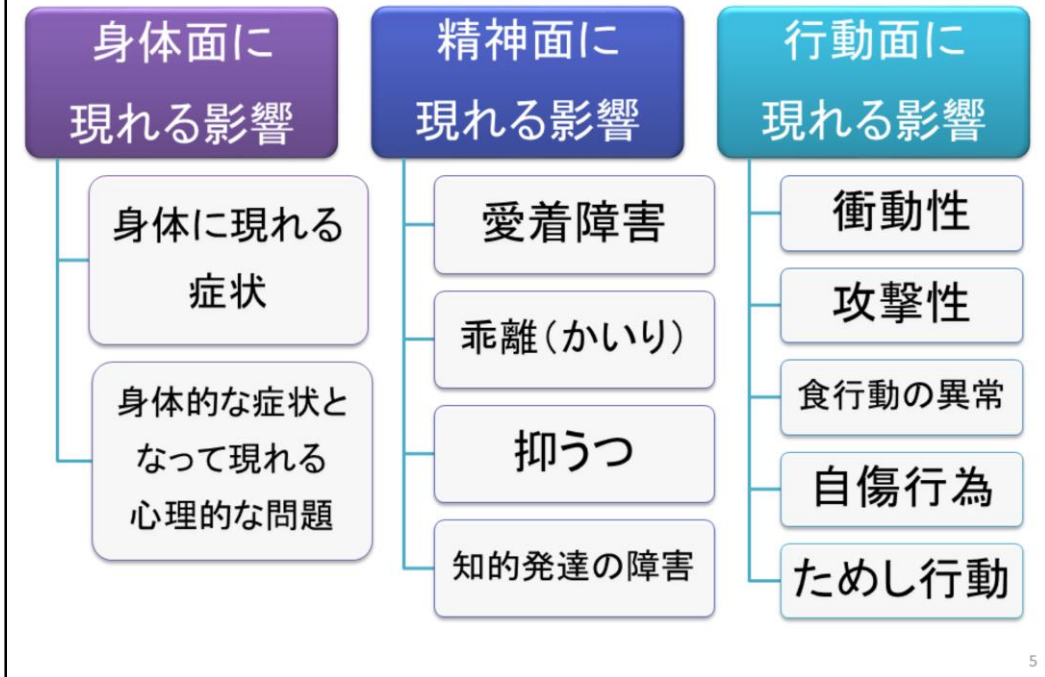 身体面に
現れる影響
身体に現れる
症状
身体的な症状と
なって現れる
心理的な問題
精神面に
現れる影響
愛着障害
乖離(かいり)
抑うつ
知的発達の障害
行動面に
現れる影響
衝動性
攻撃性
食行動の異常
自傷行為
ためし行動
5